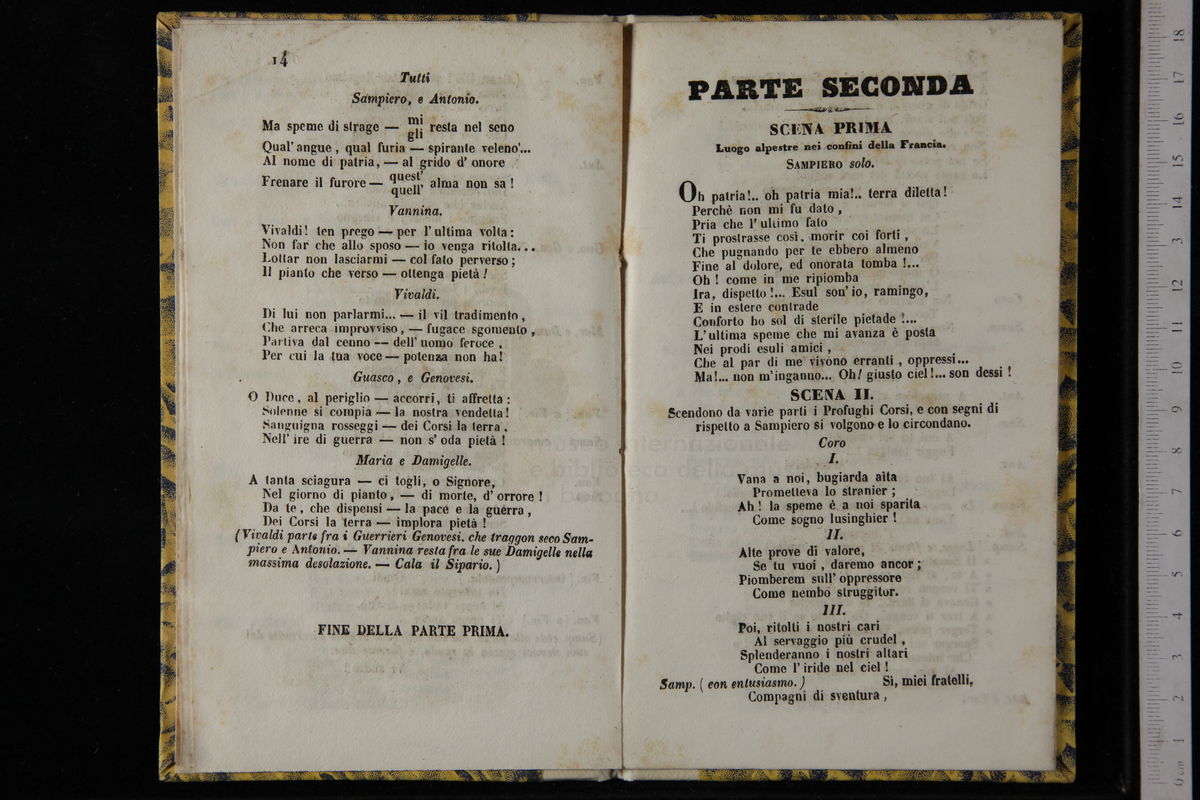 14
Tutti
Sampiero, e Antonio.
Ma speme di strage — mi resta nel seno
gli
Qual' angue, qual furia — spirante veleno'...
Al nome di patria, — al grido d' onore
Frenare il furore — quest' alma non sa !
quell'
Vannina.
Vivaldi! ten prego — per l' ultima volta :
Non far che allo sposo — io venga ritolta...
Lottar non lasciarmi — col fato perverso ;
Il pianto che verso — ottenga pietà !
Vivaldi.
Di lui non parlarmi... — il vil tradimento,
Che arreca improvviso, — fugace sgomento,
Partiva dal cenno — dell' uomo feroce,
Per cui la tua voce — potenza non ha!
Guasco, e Genovesi.
O Duce, al periglio — accorri, ti affretta :
Solenne si compia — la nostra vendetta!
Sanguigna rosseggi — dei Corsi la terra,
Nell' ire di guerra — non s' oda pietà !
Maria e Damigelle.
A tanta sciagura — ci togli, o Signore,
Nel giorno di pianto, — di morte, d' orrore !
Da te, che dispensi — la pace e la guerra,
Dei Corsi la terra — implora pietà !
(Vivaldi parte fra i Guerrieri Genovesi. che traggon seco Sam-
piero e Antonio. — Vannina resta fra le sue Damigelle nella
massima desolazione. — Cala il Sipario. )
FINE DELLA PARTE PRIMA.
PARTE SECONDA
SCENA PRIMA
Luogo alpestre nei confini della Francia.
SAMPIERO solo.
Oh patria!.. oh patria mia!.. terra diletta!
Perchè non mi fu dato,
Pria che l' ultimo fato
Ti prostrasse così, morir coi forti,
Che pugnando per te ebbero almeno
Fine al dolore, ed onorata tomba !...
Oh ! come in me ripiomba
Ira, dispetto!... Esul son' io, ramingo,
E in estere contrade
Conforto ho sol di sterile pietade !...
L' ultima speme che mi avanza è posta
Nei prodi esuli amici,
Che al par di me vivono erranti, oppressi...
Ma!... non m'inganno... Oh! giusto ciel!... son dessi !
SCENA II.
Scendono da varie parti i Profughi Corsi, e con segni di
rispetto a Sampiero si volgono e lo circondano.
Coro
I.
Vana a noi, bugiarda aita
Prometteva lo stranier ;
Ah ! la speme è a noi sparita
Come sogno lusinghier !
II.
Alte prove di valore,
Se tu vuoi, daremo ancor ;
Piomberem sull' oppressore
Come nembo struggitor.
III.
Poi, ritolti i nostri cari
Al servaggio più crudel,
Splenderanno i nostri altari
Come l' iride nel ciel !
Samp. ( con entusiasmo. ) Sì, miei fratelli,
Compagni di sventura,
museo internazionale
e biblioteca della musica
di bologna